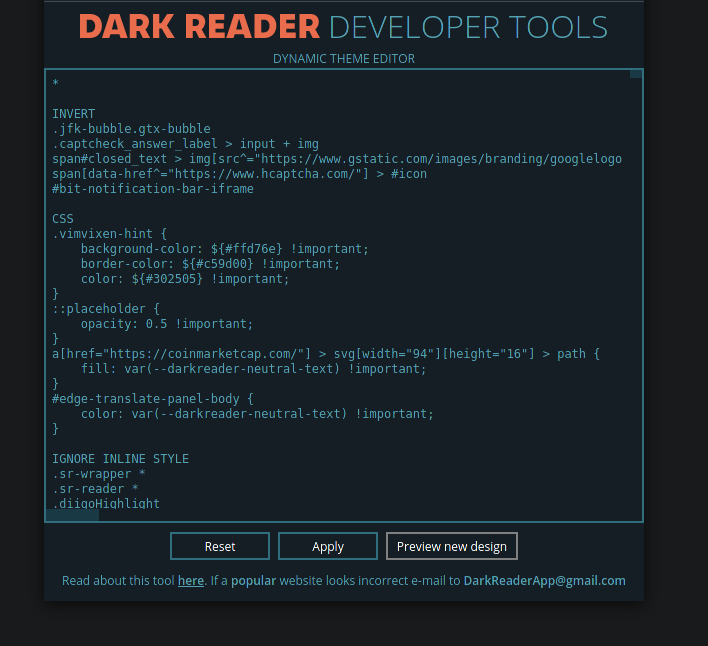 DARK READER DEVELOPER TOOLS
DYNAMIC THEME EDITOR
*
INVERT
.jfk-bubble.gtx-bubble
.captcheck_answer_label > input + img
span#closed_text > img[src^="https://www.gstatic.com/images/branding/googlelogo
span[data-href^="https://www.hcaptcha.com/"] > #icon
#bit-notification-bar-iframe
CSS
.vimvixen-hint {
    background-color: ${#ffd76e} !important;
    border-color: ${#c59d00} !important;
    color: ${#302505} !important;
}
::placeholder {
    opacity: 0.5 !important;
}
a[href="https://coinmarketcap.com/"] > svg[width="94"][height="16"] > path {
    fill: var(--darkreader-neutral-text) !important;
}
#edge-translate-panel-body {
    color: var(--darkreader-neutral-text) !important;
}
IGNORE INLINE STYLE
.sr-wrapper *
.sr-reader *
.diigoHighlight
Reset Apply Preview new design
Read about this tool here. If a popular website looks incorrect e-mail to DarkReaderApp@gmail.com